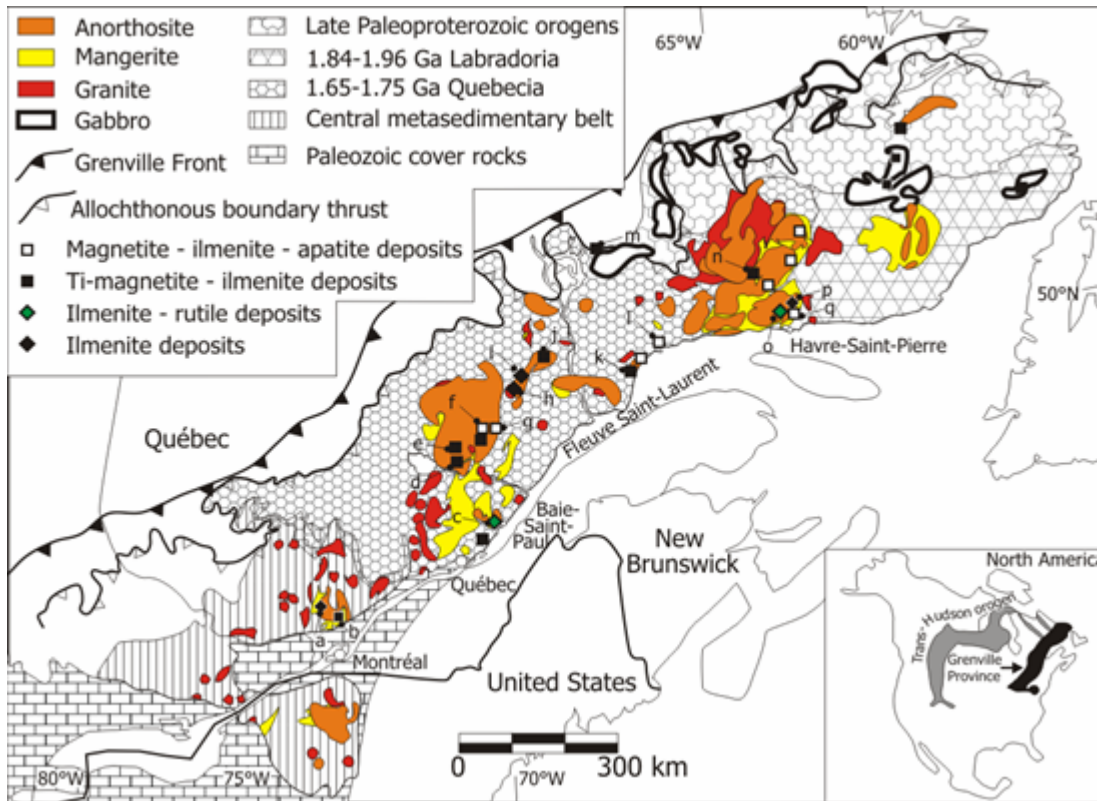 Anorthosite
Mangerite
Granite
Gabbro
Grenville Front
Allochthonous boundary thrust
Magnetite - ilmenite - apatite deposits
Ti-magnetite - ilmenite deposits
Ilmenite - rutile deposits
Ilmenite deposits
Late Paleoproterozoic orogens
1.84-1.96 Ga Labradoria
1.65-1.75 Ga Quebecia
Central metasedimentary belt
Paleozoic cover rocks
65°W
60°W
50°N
m
n
p
q
o
Havre-Saint-Pierre
l
k
j
i
h
f
g
e
d
c
Québec
Fleuve Saint-Laurent
Baie-
Saint-
Paul
Québec
New
Brunswick
a
b
Montréal
United States
80°W
75°W
70°W
0
300 km
North America
Trans-Hudson orogen
Grenville
Province